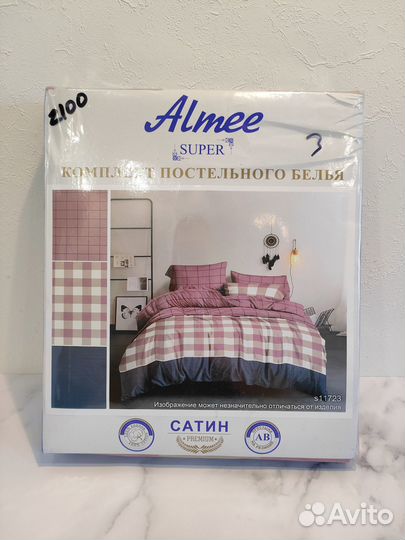 2100
Almee
SUPER
3
КОМПЛЕКТ ПОСТЕЛЬНОГО БЕЛЬЯ
s11723
Изображение может незначительно отличаться от изделия
САТИН
PREMIUM
AB
Avito